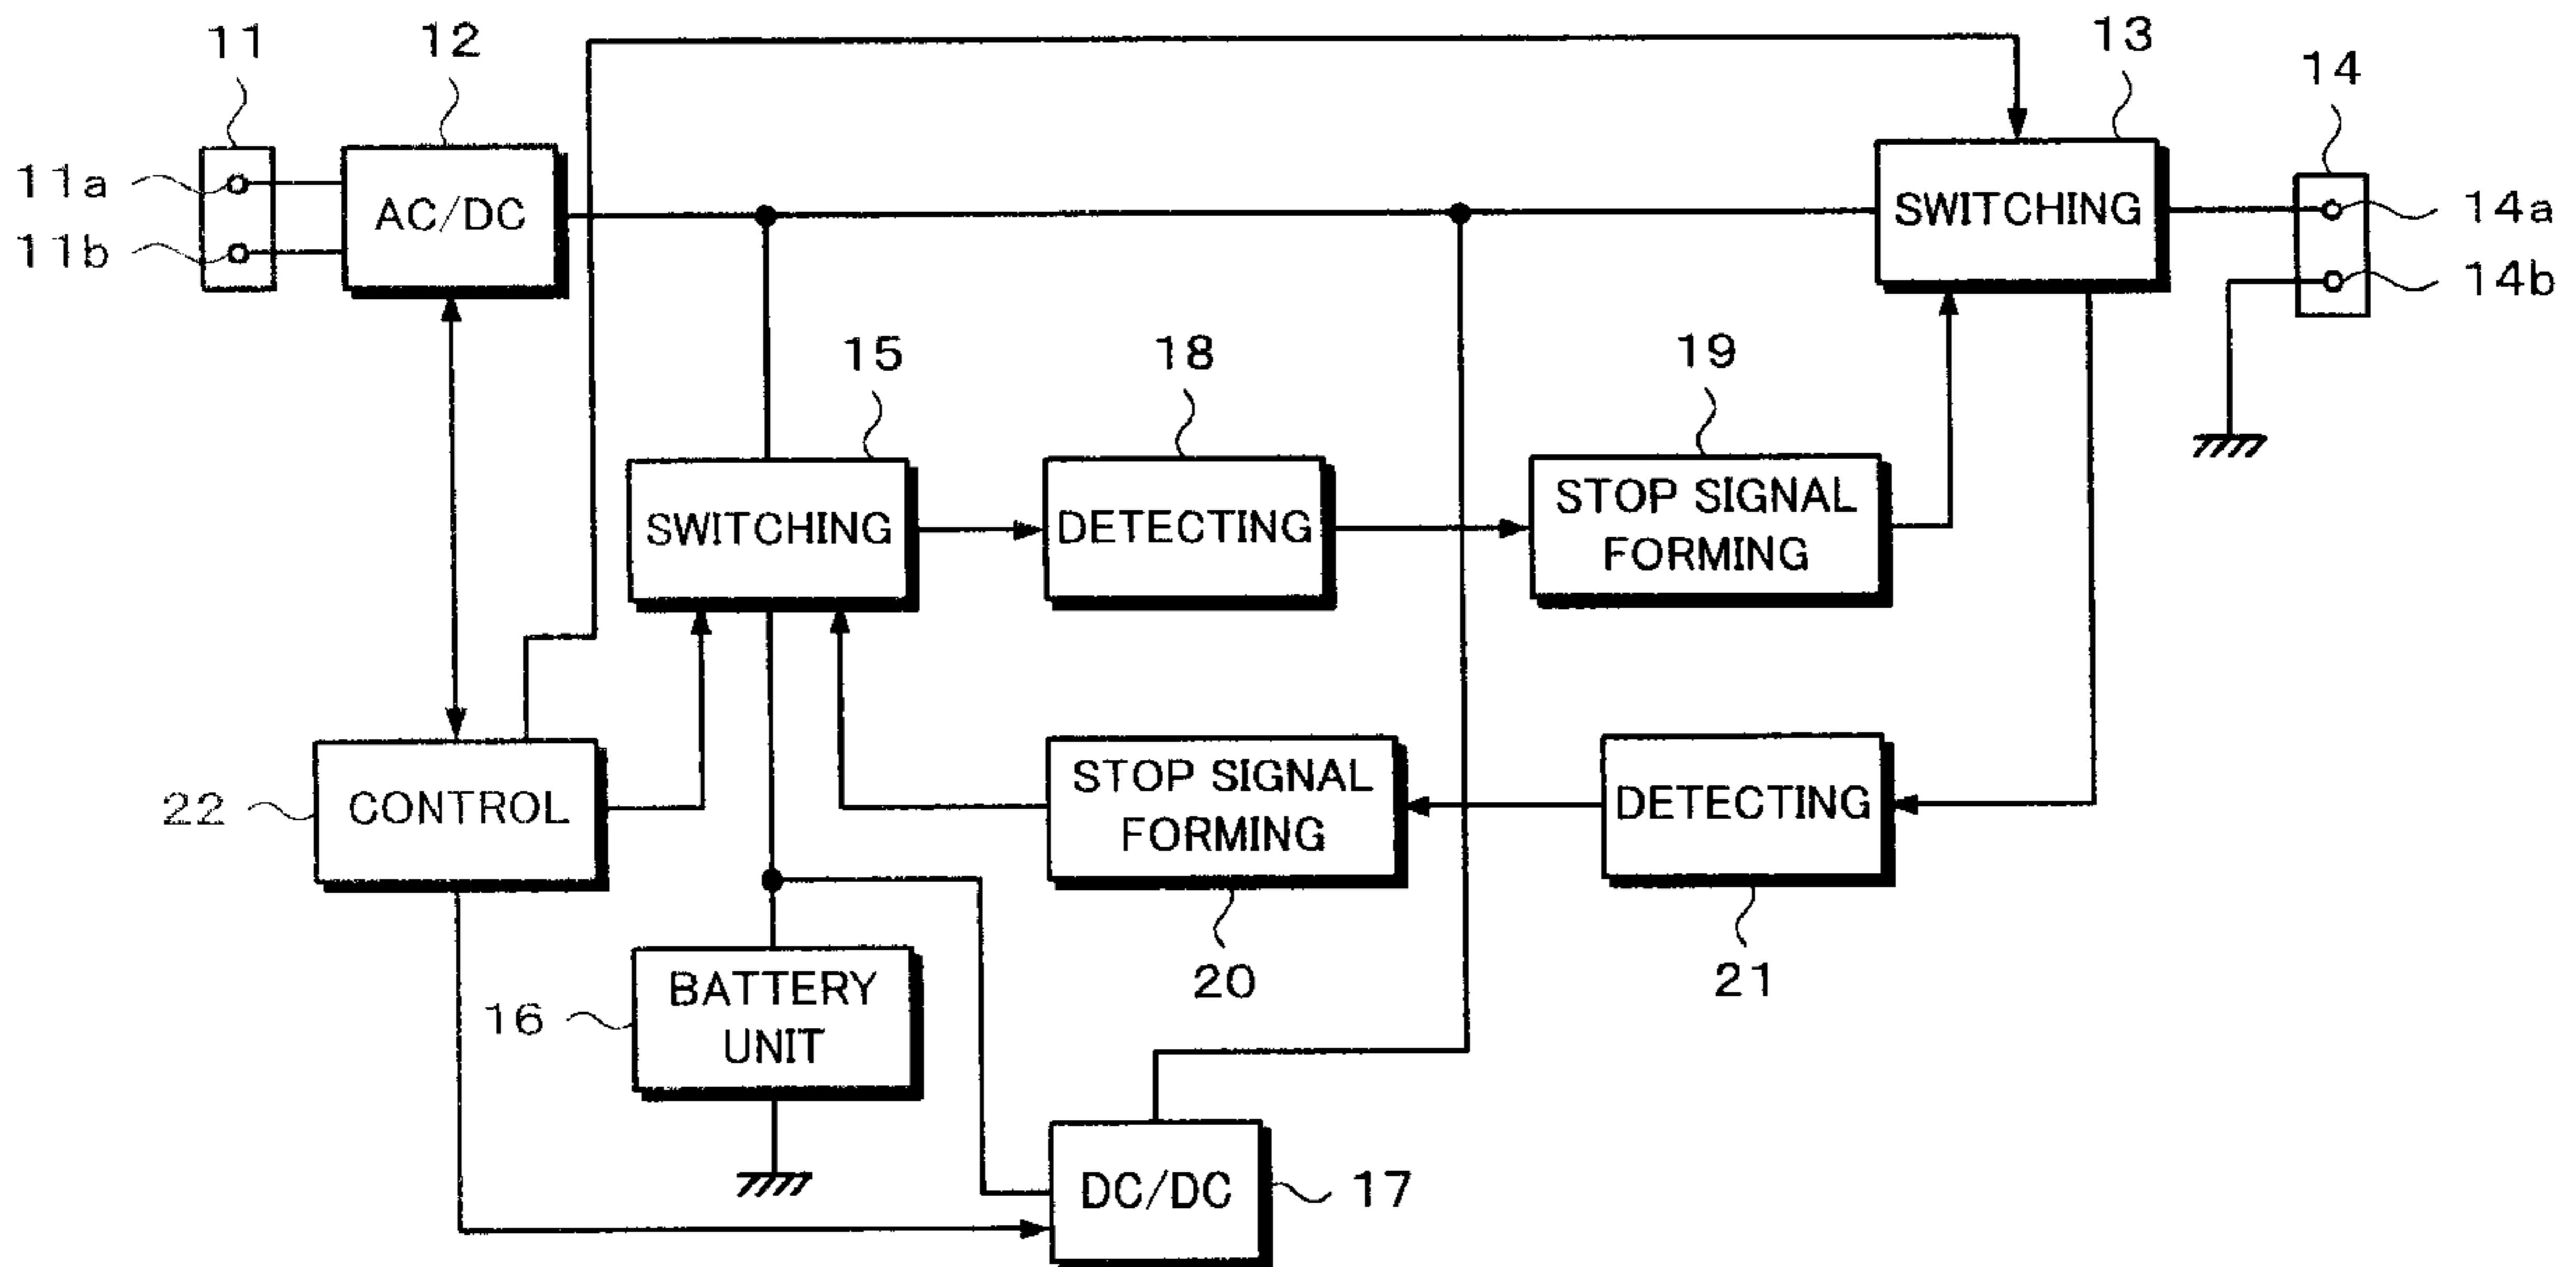 11
12
13
14
11a
11b
AC/DC
SWITCHING
14a
14b
15
18
19
SWITCHING
DETECTING
STOP SIGNAL
FORMING
22
CONTROL
STOP SIGNAL
FORMING
DETECTING
20
21
16
BATTERY
UNIT
DC/DC
17